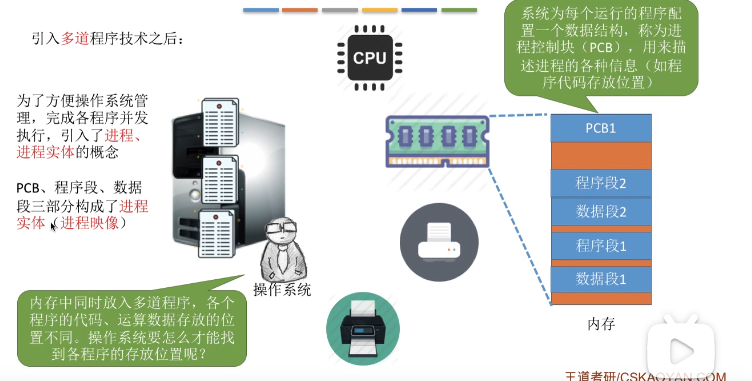 引入多道程序技术之后：
CPU
系统为每个运行的程序配
置一个数据结构，称为进
程控制块（PCB），用来描
述进程的各种信息（如程
序代码存放位置）
为了方便操作系统管
理，完成各程序并发
执行，引入了进程、
进程实体的概念
PCB、程序段、数据
段三部分构成了进程
实体（进程映像）
PCB1
程序段2
数据段2
程序段1
数据段1
内存
操作系统
内存中同时放入多道程序，各个
程序的代码、运算数据存放的位
置不同。操作系统要怎么才能找
到各程序的存放位置呢？
王道考研/CSKAOYAN.COM